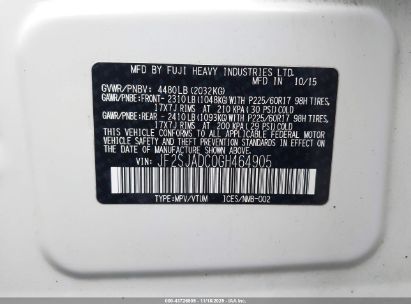 MFD BY FUJI HEAVY INDUSTRIES LTD.
MFD IN 10/15
GVWR/PNBV: 4480LB (2032KG)
GAWR/PNBE:FRONT- 2310LB(1048KG)WITH P225/60R17 98H TIRES,
17X7J RIMS AT 210 KPA(30 PSI)COLD
GAWR/PNBE:REAR- 2410LB(1093KG)WITH P225/60R17 98H TIRES,
17X7J RIMS AT 200 KPA(29 PSI)COLD
THIS VEHICLE CONFORMS TO ALL APPLICABLE U.S. FEDERAL MOTOR
VEHICLE SAFETY, BUMPER, AND THEFT PREVENTION STANDARDS IN EFFECT ON THE
DATE OF MANUFACTURE SHOWN ABOVE.
VIN: JF2SJADC0GH464905
TYPE:MPV/VTUM ICES/NMB-002